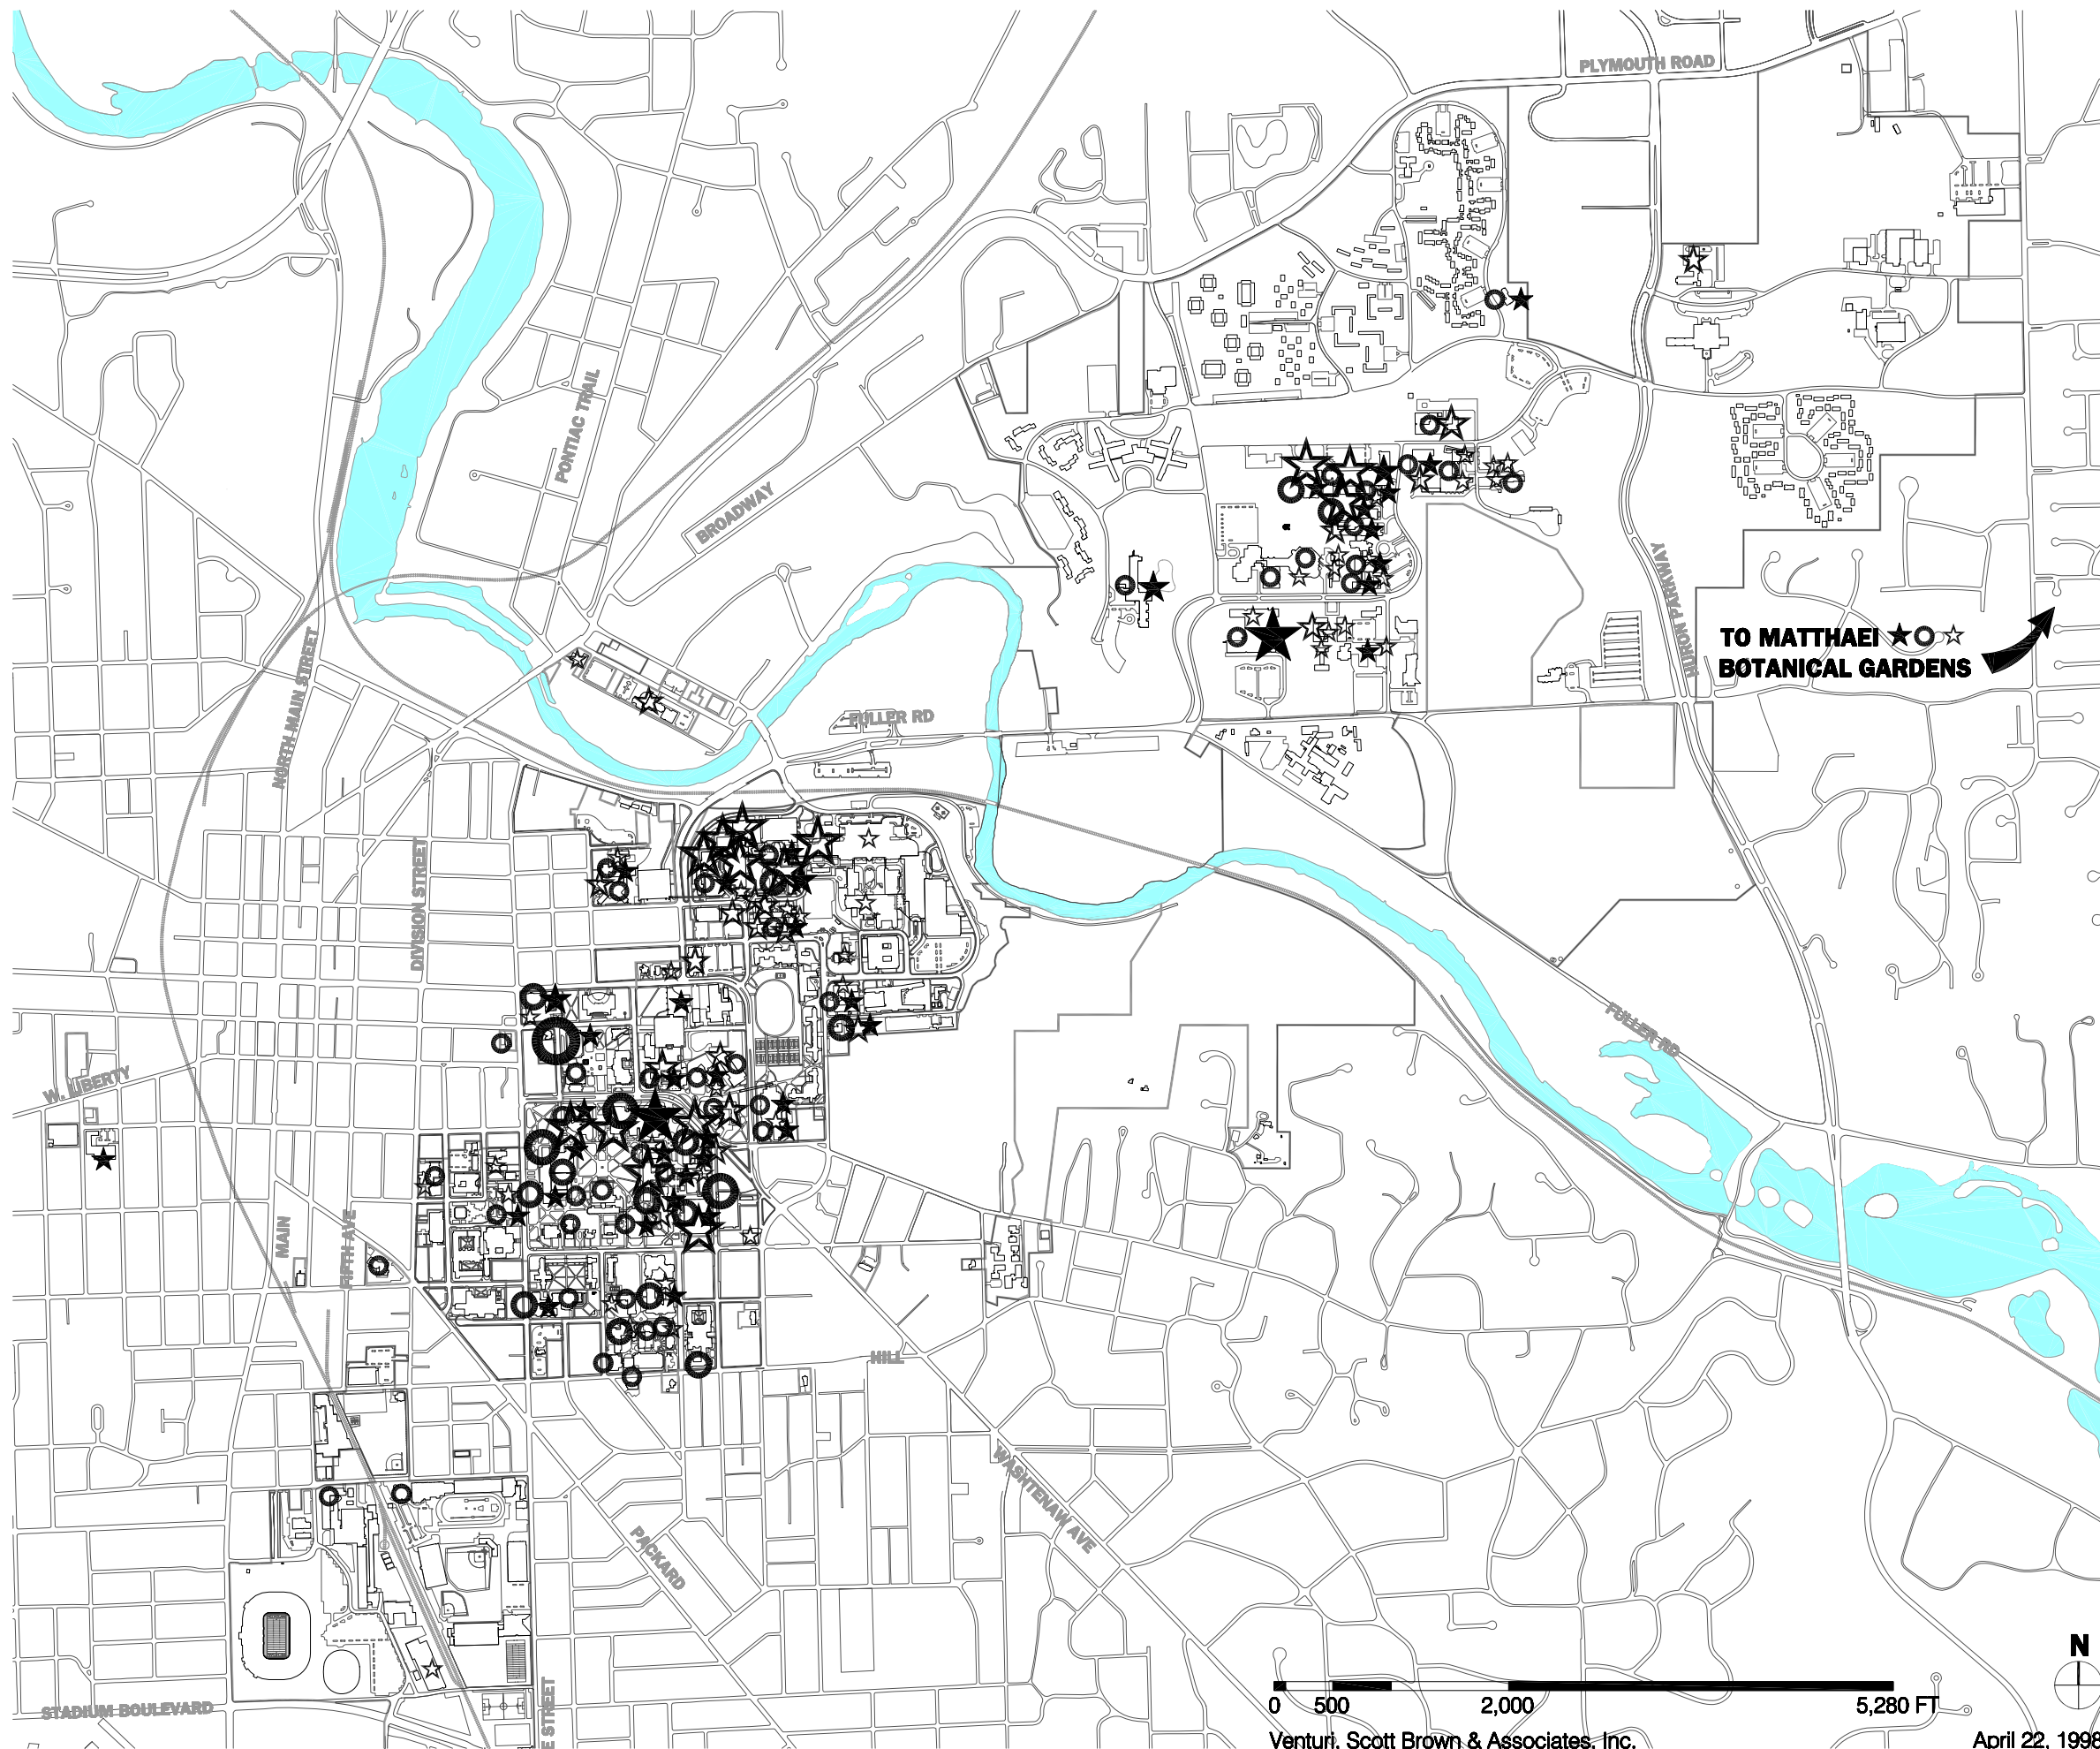 PLYMOUTH ROAD
PONTIAC TRAIL
BROADWAY
HURON PARKWAY
TO MATTHAEI
BOTANICAL GARDENS
NORTH MAIN STREET
FULLER RD
DIVISION STREET
FULLER RD
W. LIBERTY
MAIN
FIFTH AVE
HILL
WASHTENAW AVE
PACKARD
STADIUM BOULEVARD
E STREET
N
0 500 2,000 5,280 FT
Venturi, Scott Brown & Associates, Inc.
April 22, 1998